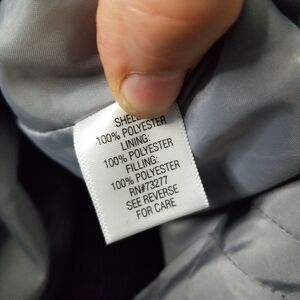 SHELL
100% POLYESTER
LINING:
100% POLYESTER
FILLING:
100% POLYESTER
RN#73277
SEE REVERSE
FOR CARE